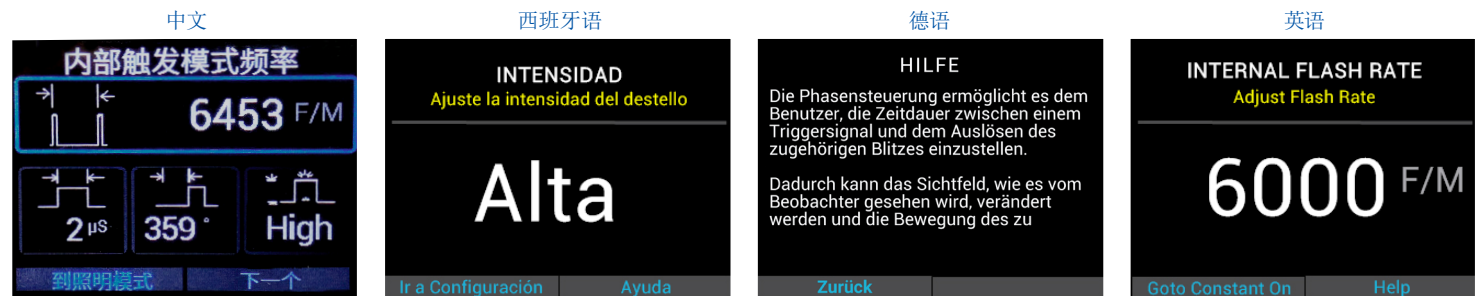 中文
内部触发模式频率
6453 F/M
2 µS
359 °
High
到照明模式 下一个
西班牙语
INTENSIDAD
Ajuste la intensidad del destello
Alta
Ir a Configuración Ayuda
德语
HILFE
Die Phasensteuerung ermöglicht es dem
Benutzer, die Zeitdauer zwischen einem
Triggersignal und dem Auslösen des
zugehörigen Blitzes einzustellen.
Dadurch kann das Sichtfeld, wie es vom
Beobachter gesehen wird, verändert
werden und die Bewegung des zu
Zurück
英语
INTERNAL FLASH RATE
Adjust Flash Rate
6000 F/M
Goto Constant On Help